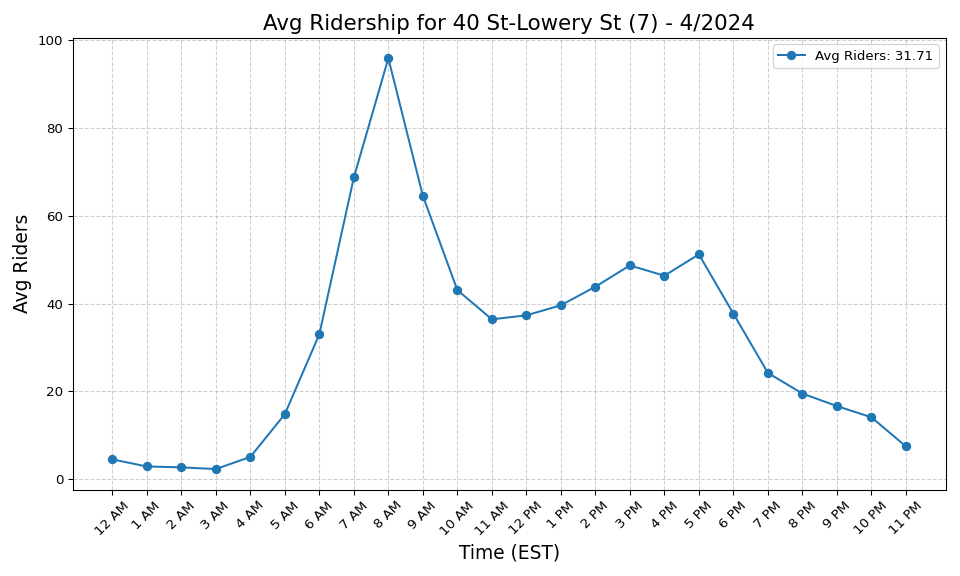 Avg Ridership for 40 St-Lowery St (7) - 4/2024
Avg Riders: 31.71
Avg Riders
100
80
60
40
20
0
12 AM
1 AM
2 AM
3 AM
4 AM
5 AM
6 AM
7 AM
8 AM
9 AM
10 AM
11 AM
12 PM
1 PM
2 PM
3 PM
4 PM
5 PM
6 PM
7 PM
8 PM
9 PM
10 PM
11 PM
Time (EST)